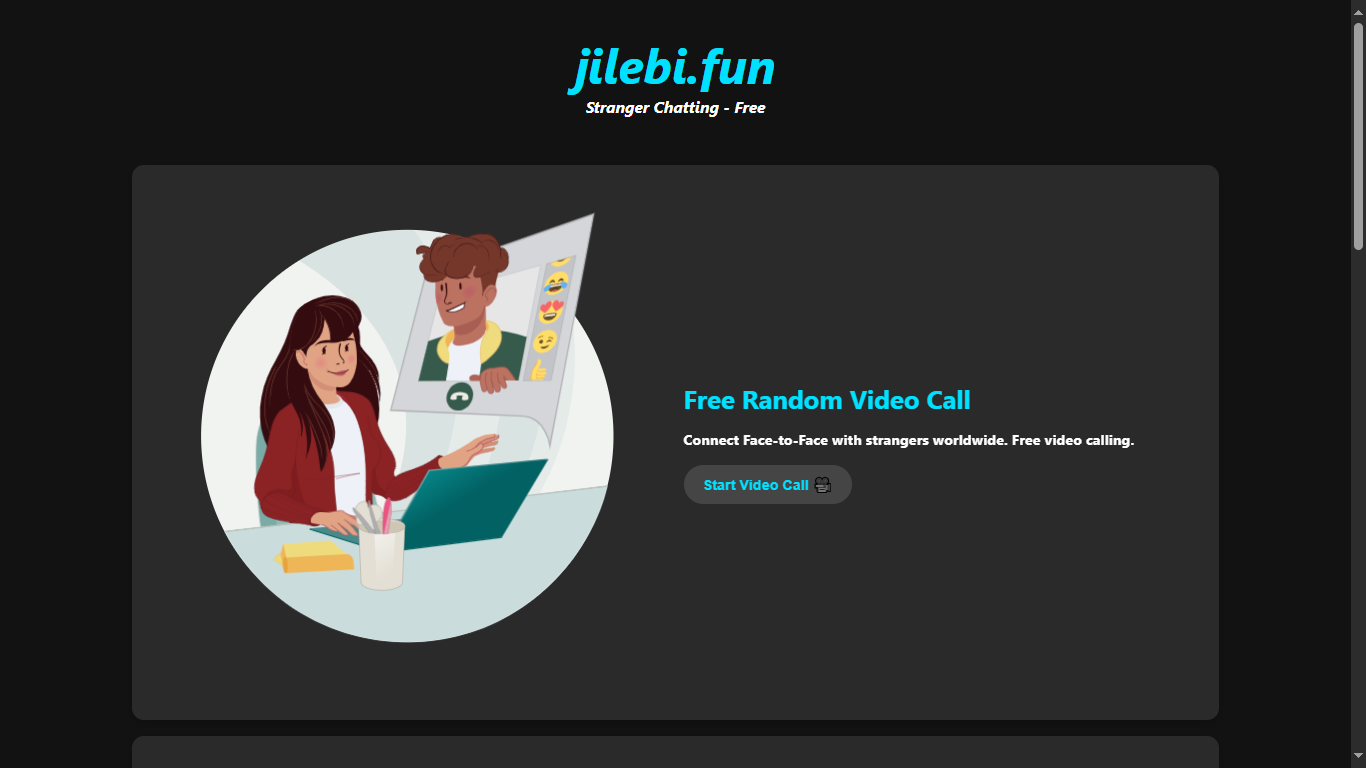 jilebi.fun
Stranger Chatting - Free
Free Random Video Call
Connect Face-to-Face with strangers worldwide. Free video calling.
Start Video Call 🎥